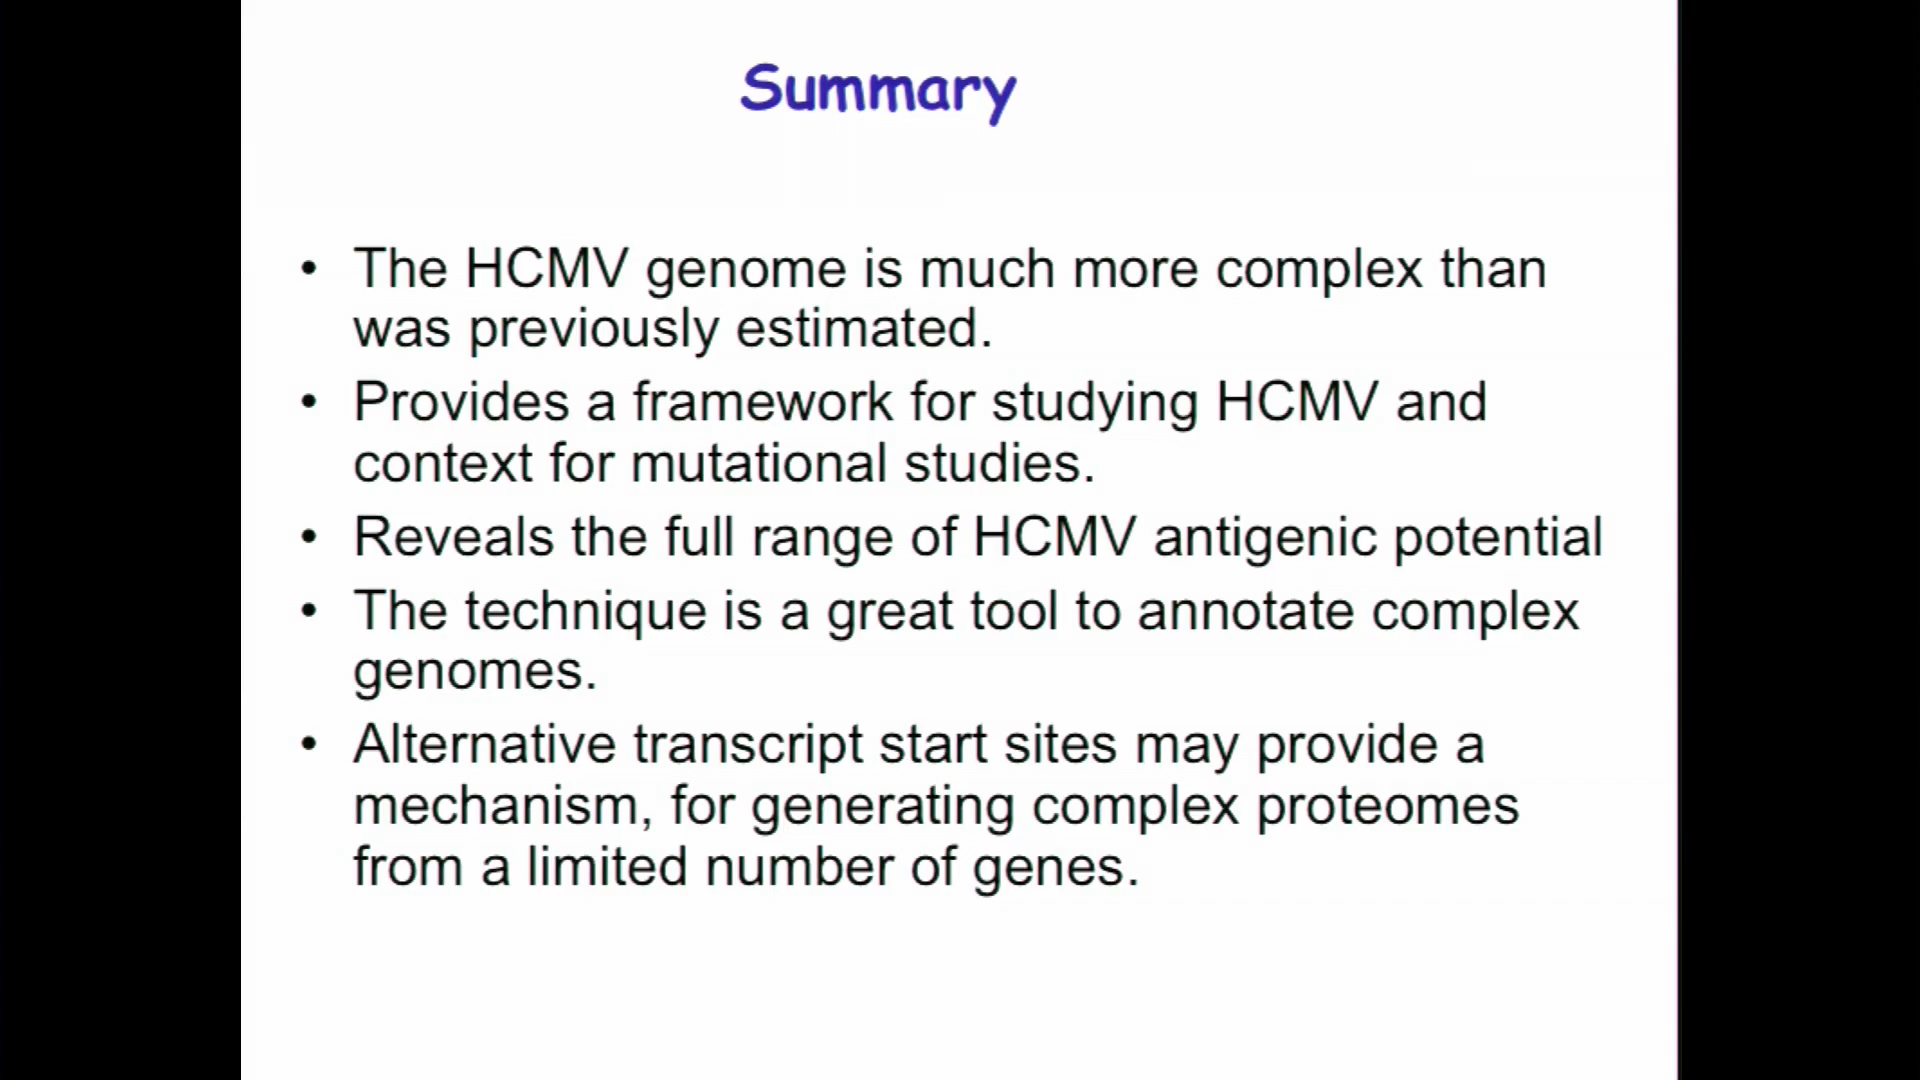 Summary
• The HCMV genome is much more complex than
was previously estimated.
• Provides a framework for studying HCMV and
context for mutational studies.
• Reveals the full range of HCMV antigenic potential
• The technique is a great tool to annotate complex
genomes.
• Alternative transcript start sites may provide a
mechanism, for generating complex proteomes
from a limited number of genes.